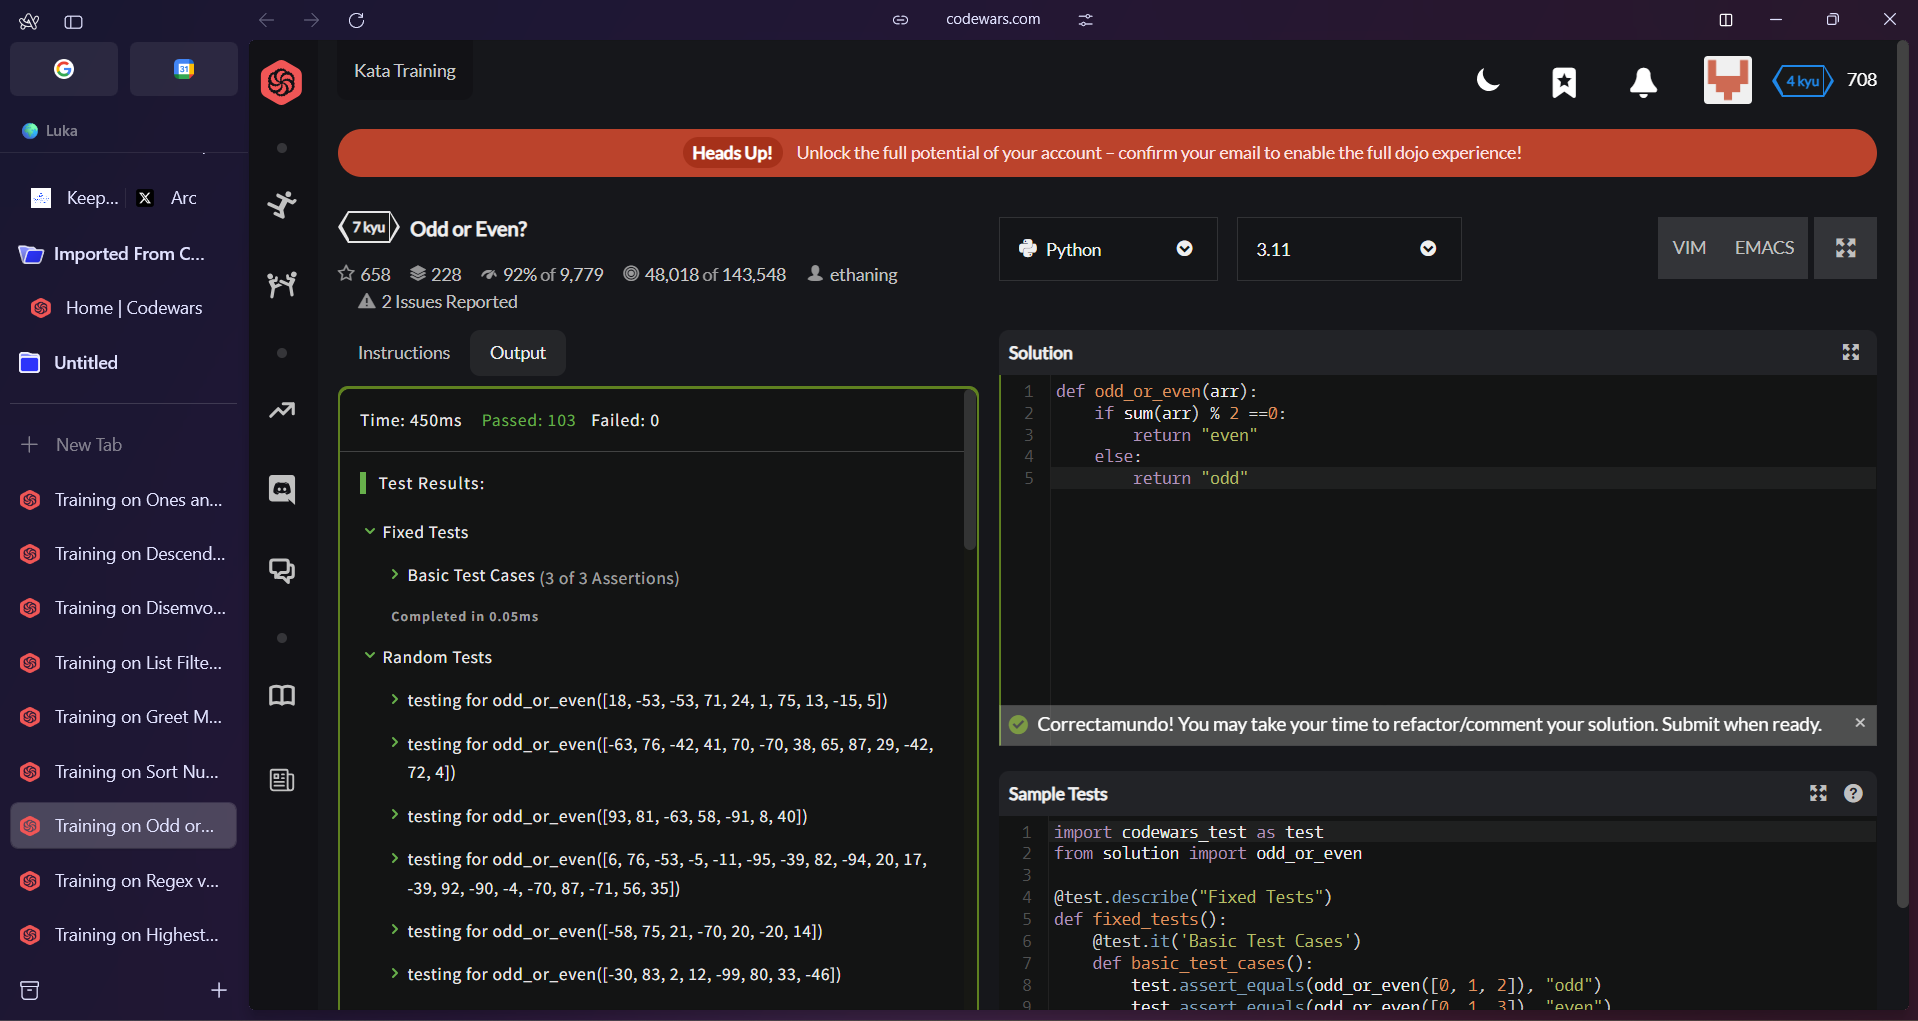 codewars.com
31
Luka
Keep...
Arc
Imported From C...
Home | Codewars
Untitled
New Tab
Training on Ones an...
Training on Descend...
Training on Disemvo...
Training on List Filte...
Training on Greet M...
Training on Sort Nu...
Training on Odd or...
Training on Regex v...
Training on Highest...
Kata Training
4 kyu
708
Heads Up! Unlock the full potential of your account – confirm your email to enable the full dojo experience!
7 kyu
Odd or Even?
658 228 92% of 9,779 48,018 of 143,548 ethaning
2 Issues Reported
Python
3.11
VIM EMACS
Instructions
Output
Time: 450ms Passed: 103 Failed: 0
Test Results:
Fixed Tests
Basic Test Cases (3 of 3 Assertions)
Completed in 0.05ms
Random Tests
testing for odd_or_even([18, -53, -53, 71, 24, 1, 75, 13, -15, 5])
testing for odd_or_even([-63, 76, -42, 41, 70, -70, 38, 65, 87, 29, -42,
72, 4])
testing for odd_or_even([93, 81, -63, 58, -91, 8, 40])
testing for odd_or_even([6, 76, -53, -5, -11, -95, -39, 82, -94, 20, 17,
-39, 92, -90, -4, -70, 87, -71, 56, 35])
testing for odd_or_even([-58, 75, 21, -70, 20, -20, 14])
testing for odd_or_even([-30, 83, 2, 12, -99, 80, 33, -46])
Solution
1 def odd_or_even(arr):
2 if sum(arr) % 2 ==0:
3 return "even"
4 else:
5 return "odd"
Correctamundo! You may take your time to refactor/comment your solution. Submit when ready.
Sample Tests
1 import codewars_test as test
2 from solution import odd_or_even
3
4 @test.describe("Fixed Tests")
5 def fixed_tests():
6 @test.it('Basic Test Cases')
7 def basic_test_cases():
8 test.assert_equals(odd_or_even([0, 1, 2]), "odd")
9 test.assert_equals(odd_or_even([0, 1, 3]), "even")